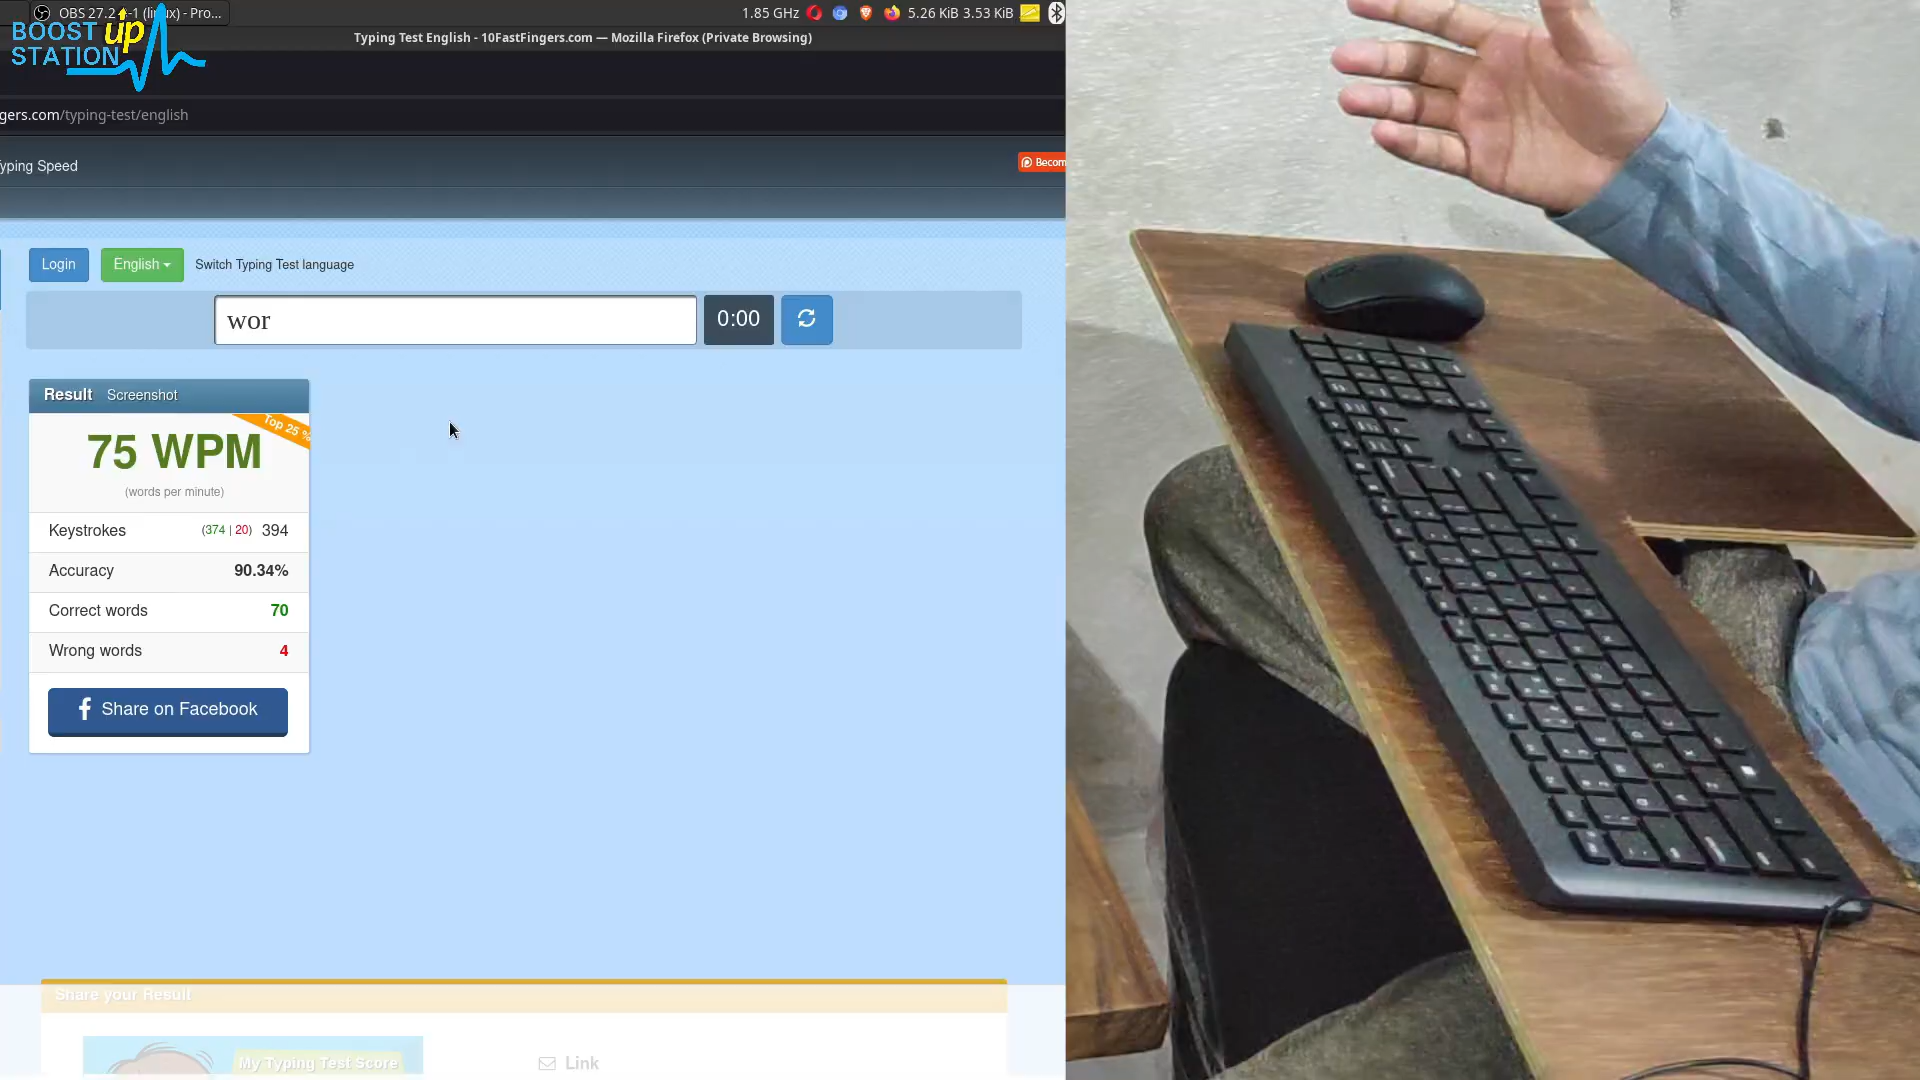 OBS 27.2
x) - Pro...
1.85 GHz
5.26 KiB 3.53 KiB
BOOST up
STATION
Typing Test English - 10FastFingers.com — Mozilla Firefox (Private Browsing)
gers.com/typing-test/english
yping Speed
Becom
Login
English
Switch Typing Test language
wor
0:00
Result
Screenshot
Top 25 %
75 WPM
(words per minute)
Keystrokes (374 | 20) 394
Accuracy 90.34%
Correct words 70
Wrong words 4
Share on Facebook
Share your Result
My Typing Test Score
Link